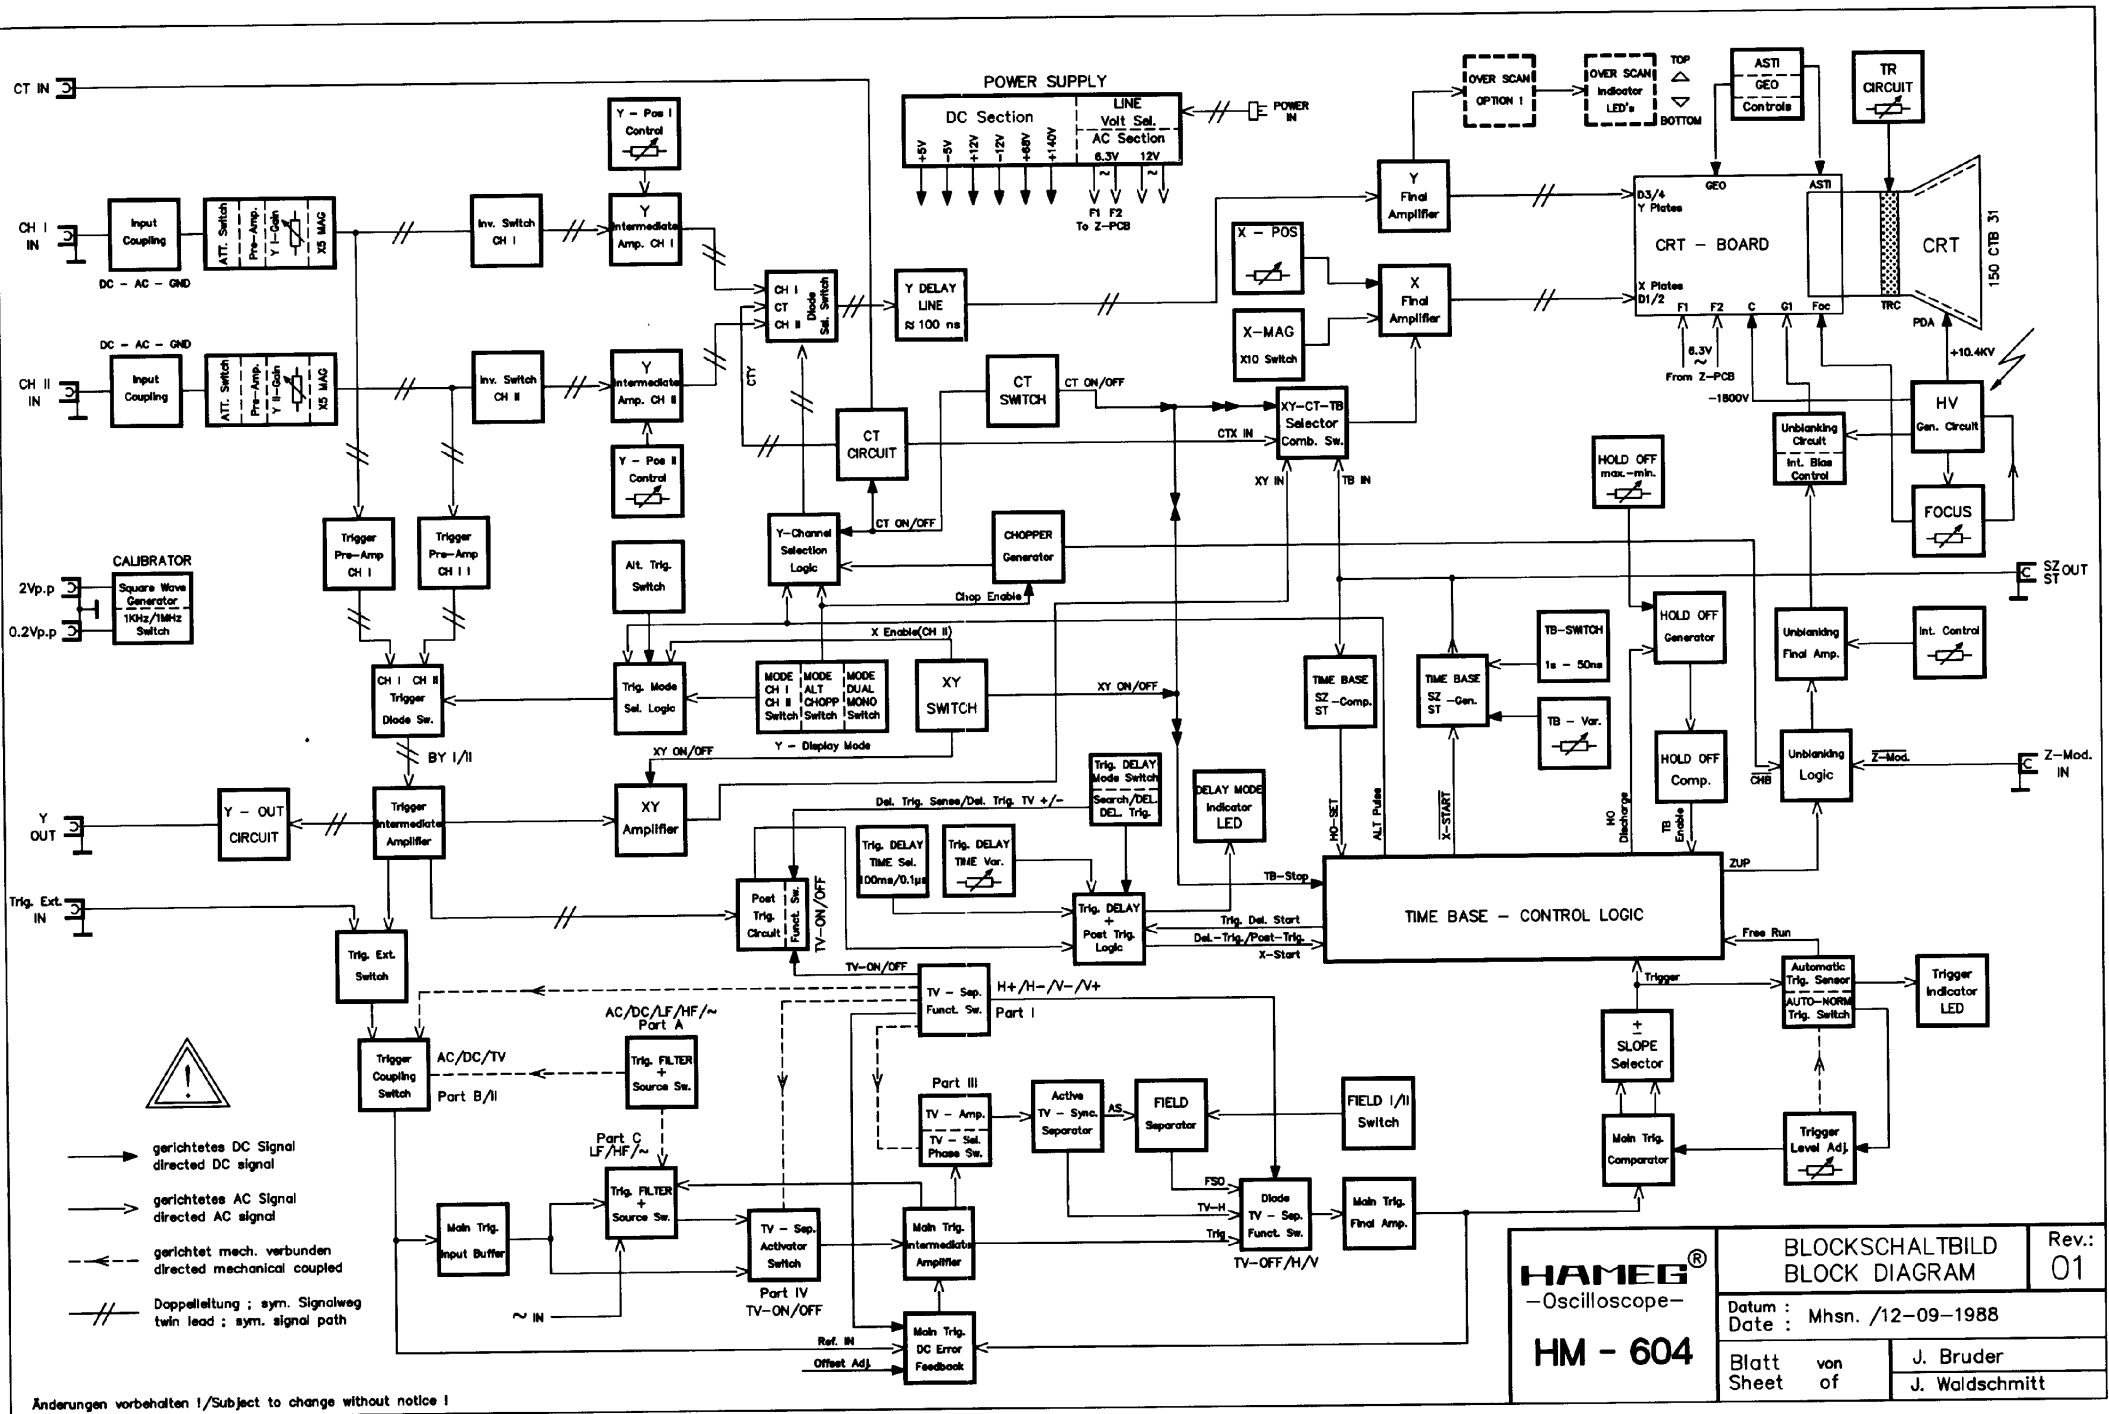 CT IN
Y - Pos I
Control
POWER SUPPLY
DC Section
LINE
Volt Sel.
AC Section
+5V
-5V
+12V
-12V
+68V
+140V
6.3V
12V
~
~
F1 F2
To Z-PCB
POWER
IN
OVER SCAN
OPTION !
OVER SCAN
Indicator
LED's
TOP
BOTTOM
ASTI
GEO
Controls
TR
CIRCUIT
CH I
IN
Input
Coupling
DC - AC - GND
ATT. Switch
Pre-Amp.
Y I-Gain
X5 MAG
Inv. Switch
CH I
Y
Intermediate
Amp. CH I
CH I
CT
CH II
Diode
Sel. Switch
Y DELAY
LINE
≈ 100 ns
Y
Final
Amplifier
X - POS
X
Final
Amplifier
X-MAG
X10 Switch
GEO
ASTI
D3/4
Y Plates
CRT - BOARD
X Plates
D1/2
F1
F2
C
G1
Foc
TRC
CRT
150 CTB 31
PDA
+10.4KV
6.3V
~
From Z-PCB
-1800V
CH II
IN
DC - AC - GND
Input
Coupling
ATT. Switch
Pre-Amp.
Y II-Gain
X5 MAG
Inv. Switch
CH II
Y
Intermediate
Amp. CH II
Y - Pos II
Control
CTY
CT
SWITCH
CT ON/OFF
CT
CIRCUIT
CTX IN
XY-CT-TB
Selector
Comb. Sw.
XY IN
TB IN
HOLD OFF
max.-min.
Unblanking
Circuit
Int. Bias
Control
HV
Gen. Circuit
FOCUS
Trigger
Pre-Amp
CH I
Trigger
Pre-Amp
CH I I
Y-Channel
Selection
Logic
CT ON/OFF
CHOPPER
Generator
Chop Enable
Alt. Trig.
Switch
CALIBRATOR
2Vp.p
0.2Vp.p
Square Wave
Generator
1KHz/1MHz
Switch
SZ
ST
OUT
CH I CH II
Trigger
Diode Sw.
BY I/II
Trig. Mode
Sel. Logic
X Enable(CH II)
MODE
CH I
CH II
Switch
MODE
ALT
CHOPP
Switch
MODE
DUAL
MONO
Switch
Y - Display Mode
XY
SWITCH
XY ON/OFF
XY ON/OFF
TIME BASE
SZ
ST
-Comp.
TIME BASE
SZ
ST
-Gen.
TB-SWITCH
1s - 50ns
TB - Var.
HOLD OFF
Generator
HOLD OFF
Comp.
Unblanking
Final Amp.
Int. Control
Unblanking
Logic
CHB
Z-Mod.
Z-Mod.
IN
Y
OUT
Y - OUT
CIRCUIT
Trigger
Intermediate
Amplifier
XY
Amplifier
Del. Trig. Sense/Del. Trig. TV +/-
Trig. DELAY
Mode Switch
Search/DEL.
DEL. Trig.
DELAY MODE
Indicator
LED
HO-SET
ALT Pulse
X-START
HO
Discharge
TB
Enable
ZUP
Trig. DELAY
TIME Sel.
100ms/0.1µs
Trig. DELAY
TIME Var.
Trig. Ext.
IN
Post
Trig.
Circuit
Funct. Sw.
TV-ON/OFF
Trig. DELAY
+
Post Trig.
Logic
TB-Stop
Trig. Del. Start
Del.-Trig./Post-Trig.
X-Start
TIME BASE - CONTROL LOGIC
Free Run
Trigger
Automatic
Trig. Sensor
AUTO-NORM
Trig. Switch
Trigger
Indicator
LED
Trig. Ext.
Switch
TV-ON/OFF
TV - Sep.
Funct. Sw.
H+/H-/V-/V+
Part I
AC/DC/LF/HF/~
Part A
Trigger
Coupling
Switch
AC/DC/TV
Part B/II
Trig. FILTER
+
Source Sw.
Part III
TV - Amp.
TV - Sel.
Phase Sw.
Active
TV - Sync.
Separator
AS
FIELD
Separator
FIELD I/II
Switch
±
SLOPE
Selector
Main Trig.
Comparator
Trigger
Level Adj.
!
gerichtetes DC Signal
directed DC signal
gerichtetes AC Signal
directed AC signal
gerichtet mech. verbunden
directed mechanical coupled
Doppelleitung ; sym. Signalweg
twin lead ; sym. signal path
Part C
LF/HF/~
Trig. FILTER
+
Source Sw.
Main Trig.
Input Buffer
TV - Sep.
Activator
Switch
Part IV
TV-ON/OFF
~ IN
Main Trig.
Intermediate
Amplifier
FSO
TV-H
Trig
Diode
TV - Sep.
Funct. Sw.
TV-OFF/H/V
Main Trig.
Final Amp.
Ref. IN
Offset Adj.
Main Trig.
DC Error
Feedback
HAMEG®
-Oscilloscope-
HM - 604
BLOCKSCHALTBILD
BLOCK DIAGRAM
Rev.:
01
Datum :
Date :
Mhsn. /12-09-1988
Blatt von
Sheet of
J. Bruder
J. Waldschmitt
Änderungen vorbehalten !/Subject to change without notice !